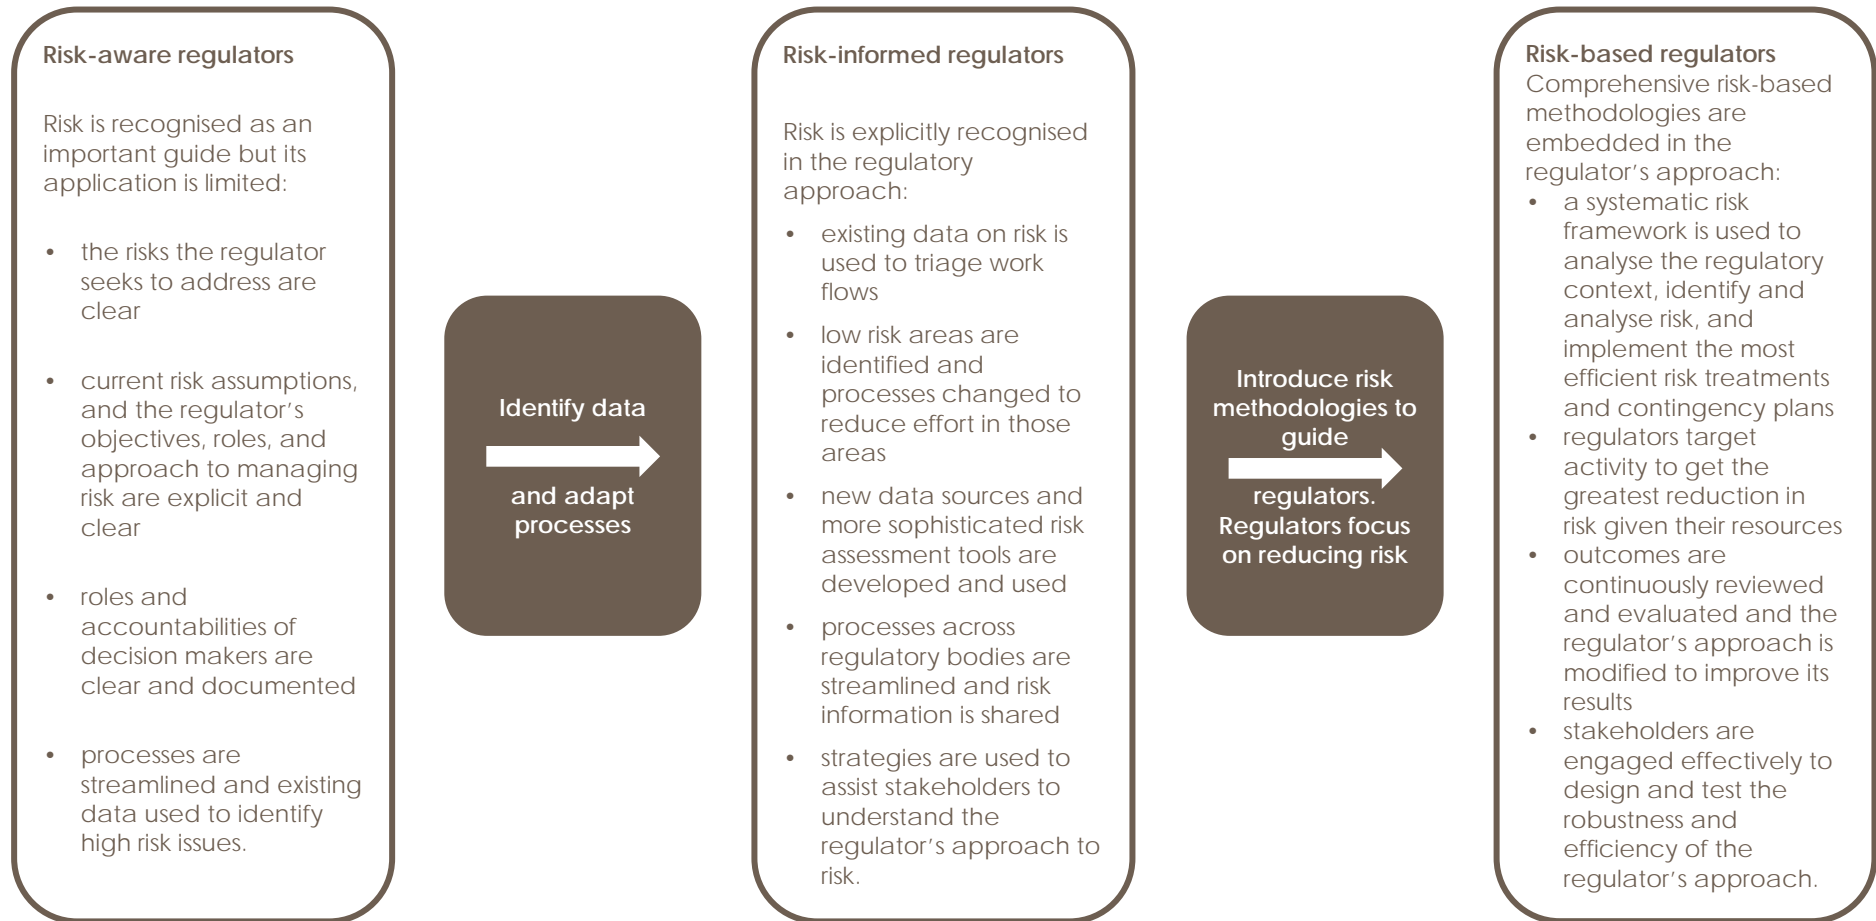 Risk-aware regulators
Risk is recognised as an
important guide but its
application is limited:
• the risks the regulator
seeks to address are
clear
• current risk assumptions,
and the regulator's
objectives, roles, and
approach to managing
risk are explicit and
clear
• roles and
accountabilities of
decision makers are
clear and documented
• processes are
streamlined and existing
data used to identify
high risk issues.
Identify data
and adapt
processes
Risk-informed regulators
Risk is explicitly recognised
in the regulatory
approach:
• existing data on risk is
used to triage work
flows
• low risk areas are
identified and
processes changed to
reduce effort in those
areas
• new data sources and
more sophisticated risk
assessment tools are
developed and used
• processes across
regulatory bodies are
streamlined and risk
information is shared
• strategies are used to
assist stakeholders to
understand the
regulator's approach to
risk.
Introduce risk
methodologies to
guide
regulators.
Regulators focus
on reducing risk
Risk-based regulators
Comprehensive risk-based
methodologies are
embedded in the
regulator's approach:
• a systematic risk
framework is used to
analyse the regulatory
context, identify and
analyse risk, and
implement the most
efficient risk treatments
and contingency plans
• regulators target
activity to get the
greatest reduction in
risk given their resources
• outcomes are
continuously reviewed
and evaluated and the
regulator's approach is
modified to improve its
results
• stakeholders are
engaged effectively to
design and test the
robustness and
efficiency of the
regulator's approach.